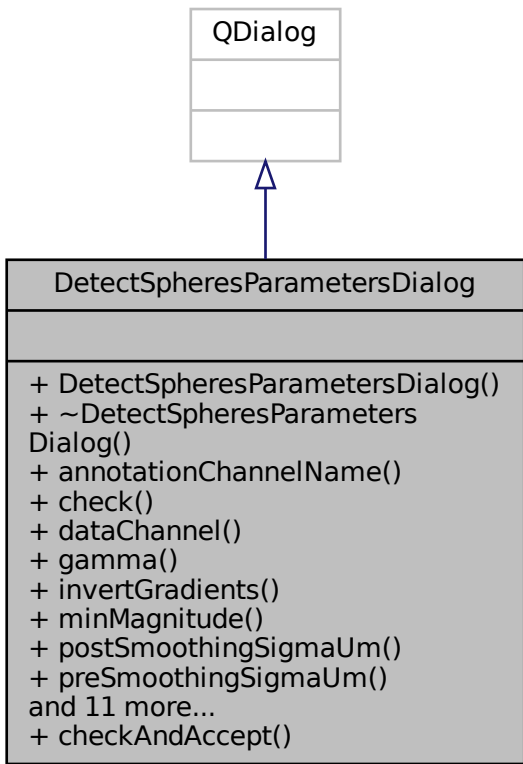 QDialog
DetectSpheresParametersDialog
+ DetectSpheresParametersDialog()
+ ~DetectSpheresParameters
Dialog()
+ annotationChannelName()
+ check()
+ dataChannel()
+ gamma()
+ invertGradients()
+ minMagnitude()
+ postSmoothingSigmaUm()
+ preSmoothingSigmaUm()
and 11 more...
+ checkAndAccept()